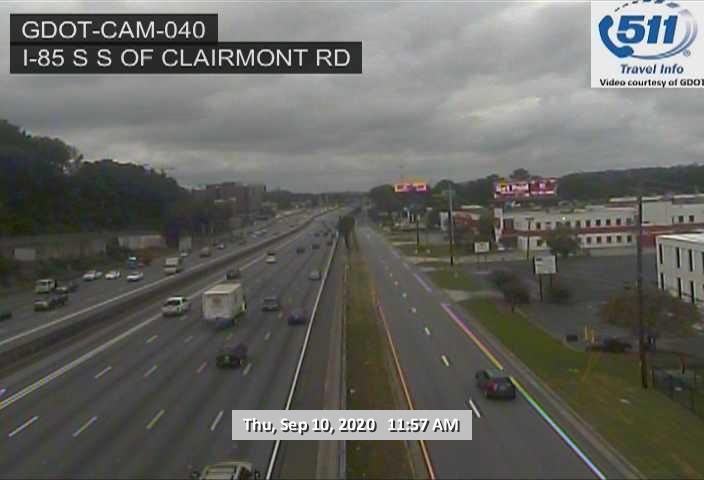 GDOT-CAM-040
I-85 S S OF CLAIRMONT RD
511®
Travel Info
Video courtesy of GDOT
Thu, Sep 10, 2020 11:57 AM